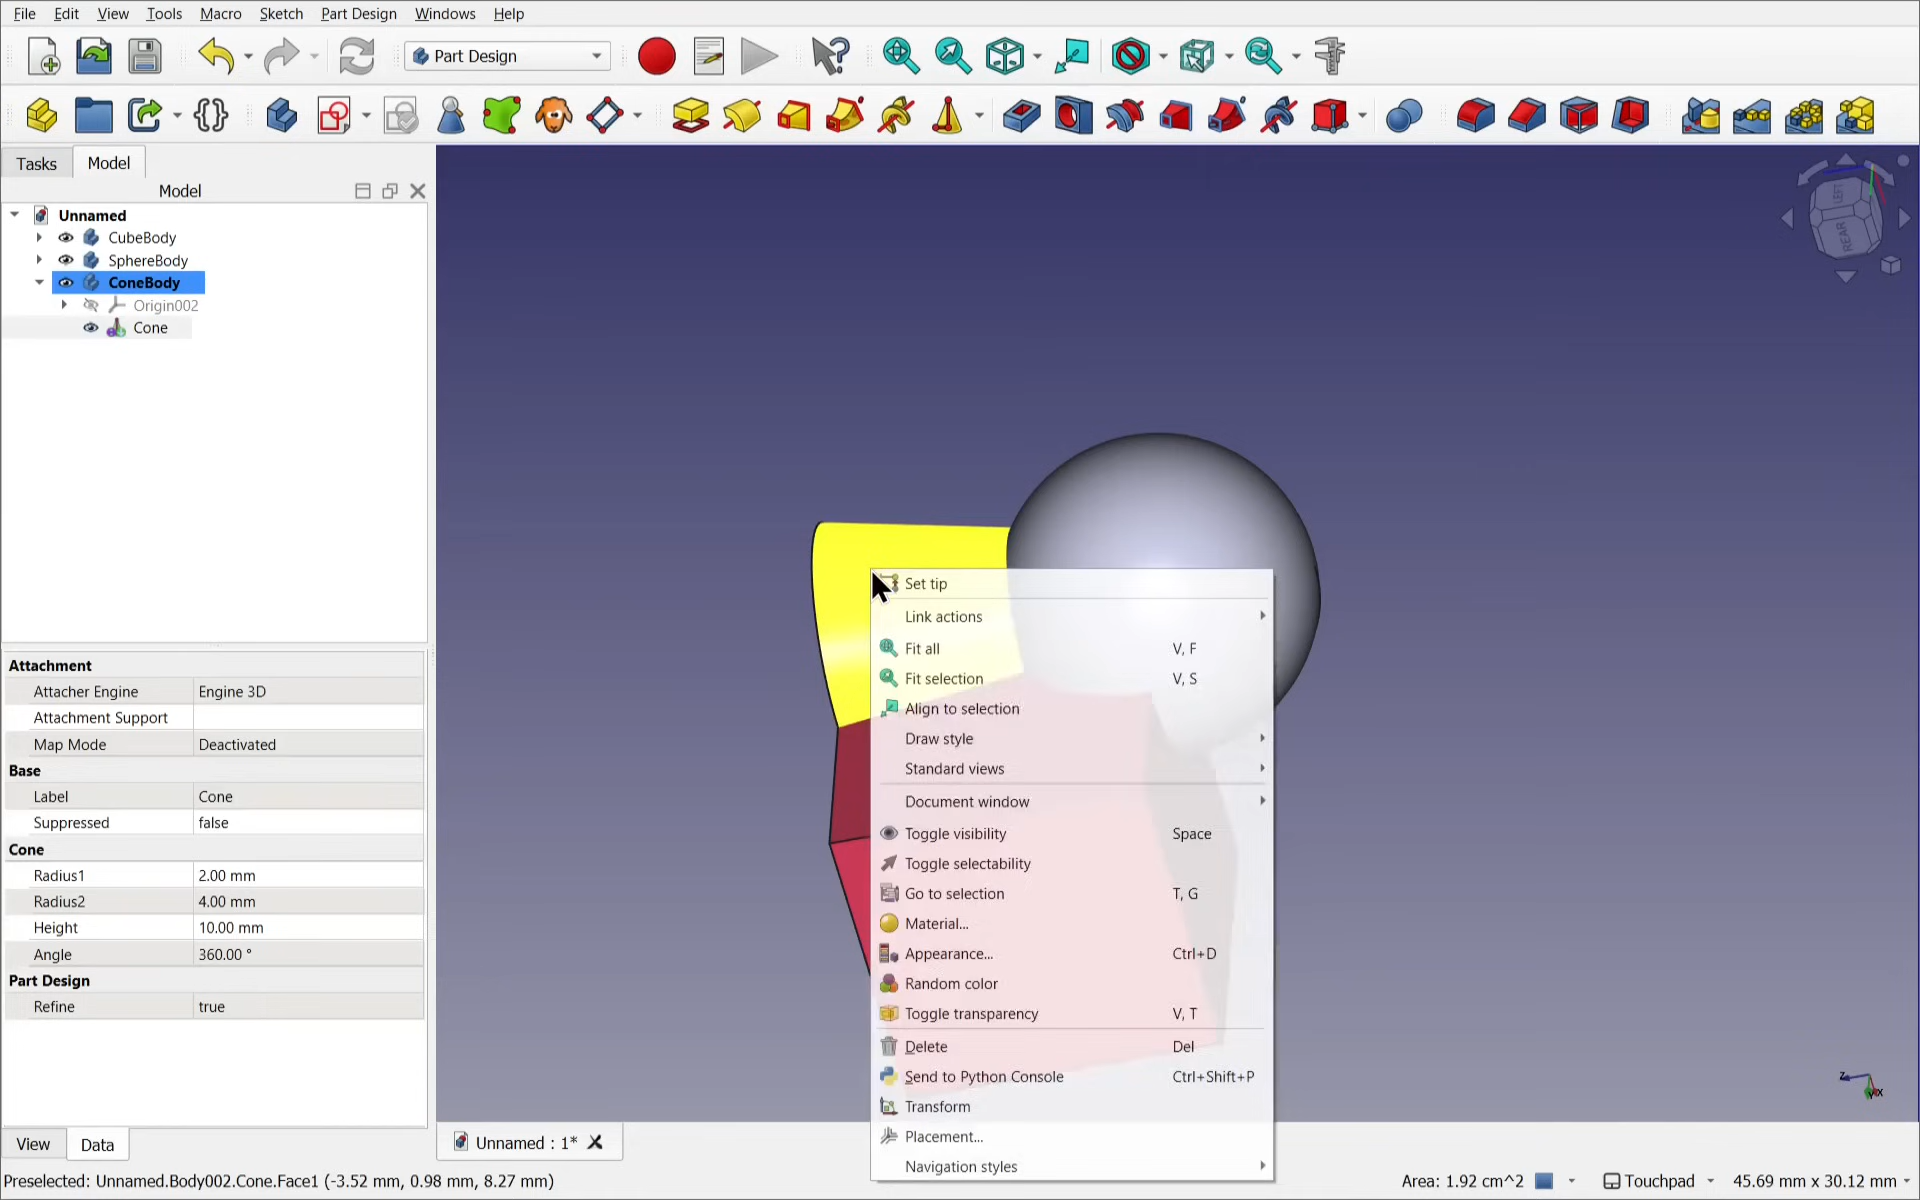 File Edit View Tools Macro Sketch Part Design Windows Help
Part Design
Tasks Model
Model
Unnamed
CubeBody
SphereBody
ConeBody
Origin002
Cone
Attachment
Attacher Engine Engine 3D
Attachment Support
Map Mode Deactivated
Base
Label Cone
Suppressed false
Cone
Radius1 2.00 mm
Radius2 4.00 mm
Height 10.00 mm
Angle 360.00 °
Part Design
Refine true
View Data
LEFT
REAR
Set tip
Link actions
Fit all V, F
Fit selection V, S
Align to selection
Draw style
Standard views
Document window
Toggle visibility Space
Toggle selectability
Go to selection T, G
Material...
Appearance... Ctrl+D
Random color
Toggle transparency V, T
Delete Del
Send to Python Console Ctrl+Shift+P
Transform
Placement...
Navigation styles
Z
X
Unnamed : 1*
Preselected: Unnamed.Body002.Cone.Face1 (-3.52 mm, 0.98 mm, 8.27 mm)
Area: 1.92 cm^2 Touchpad 45.69 mm x 30.12 mm